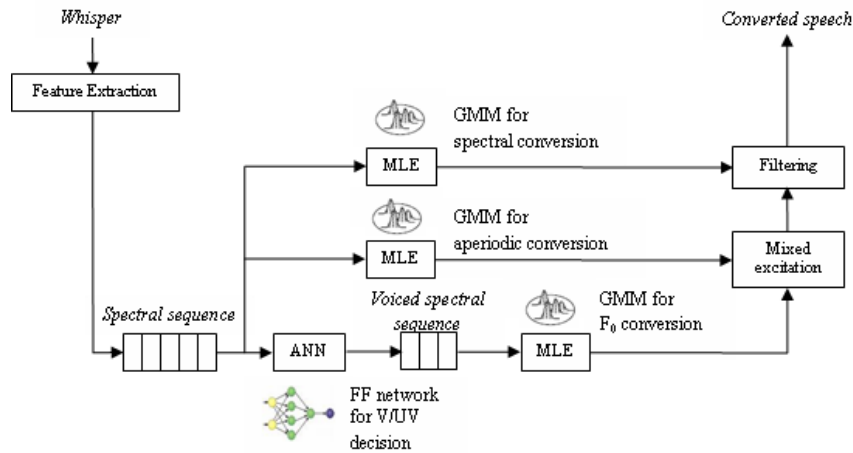 Whisper
Converted speech
Feature Extraction
GMM for
spectral conversion
MLE
Filtering
GMM for
aperiodic conversion
MLE
Mixed
excitation
Spectral sequence
Voiced spectral
sequence
GMM for
F₀ conversion
ANN
MLE
FF network
for V/UV
decision